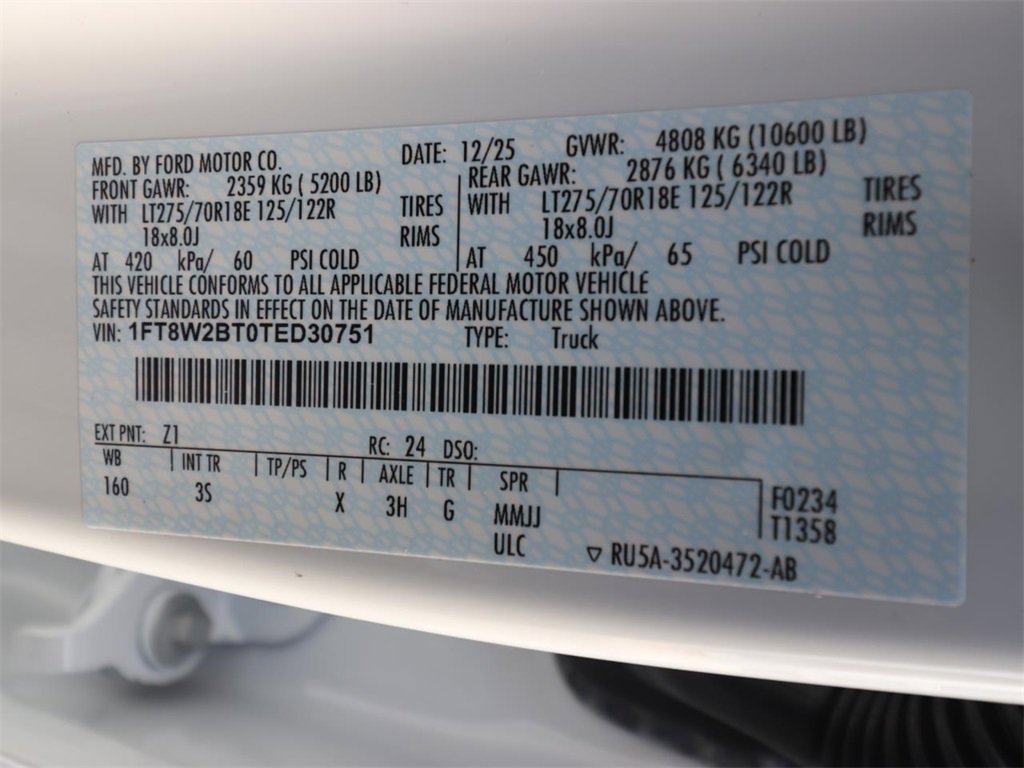 MFD. BY FORD MOTOR CO. DATE: 12/25 GVWR: 4808 KG (10600 LB)
FRONT GAWR: 2359 KG ( 5200 LB) REAR GAWR: 2876 KG ( 6340 LB)
WITH LT275/70R18E 125/122R TIRES WITH LT275/70R18E 125/122R TIRES
18x8.0J RIMS 18x8.0J RIMS
AT 420 kPa/ 60 PSI COLD AT 450 kPa/ 65 PSI COLD
THIS VEHICLE CONFORMS TO ALL APPLICABLE FEDERAL MOTOR VEHICLE
SAFETY STANDARDS IN EFFECT ON THE DATE OF MANUFACTURE SHOWN ABOVE.
VIN: 1FT8W2BT0TED30751 TYPE: Truck
EXT PNT: Z1 RC: 24 DSO:
WB INT TR TP/PS R AXLE TR SPR
160 3S X 3H G MMJJ F0234
ULC T1358
▽ RU5A-3520472-AB